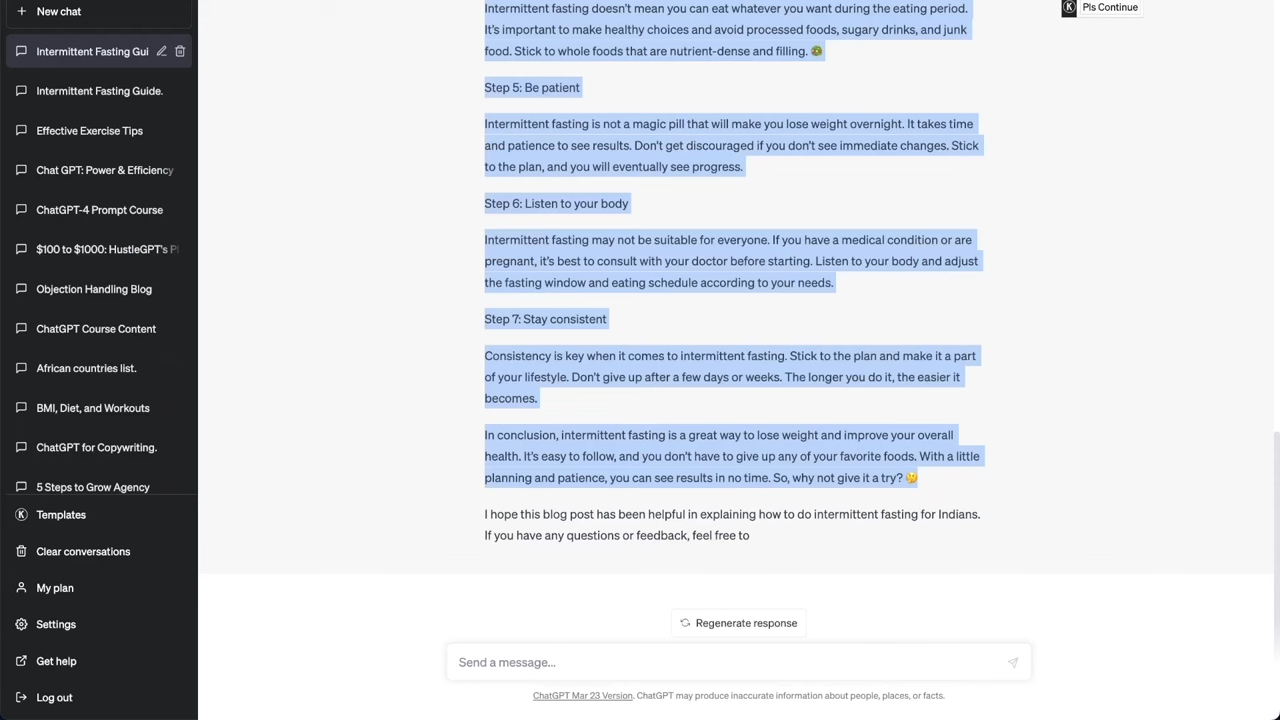 New chat
Intermittent Fasting Gui
Intermittent Fasting Guide.
Effective Exercise Tips
Chat GPT: Power & Efficiency
ChatGPT-4 Prompt Course
$100 to $1000: HustleGPT's Pl
Objection Handling Blog
ChatGPT Course Content
African countries list.
BMI, Diet, and Workouts
ChatGPT for Copywriting.
5 Steps to Grow Agency
Templates
Clear conversations
My plan
Settings
Get help
Log out
Intermittent fasting doesn't mean you can eat whatever you want during the eating period.
It's important to make healthy choices and avoid processed foods, sugary drinks, and junk
food. Stick to whole foods that are nutrient-dense and filling.
Step 5: Be patient
Intermittent fasting is not a magic pill that will make you lose weight overnight. It takes time
and patience to see results. Don't get discouraged if you don't see immediate changes. Stick
to the plan, and you will eventually see progress.
Step 6: Listen to your body
Intermittent fasting may not be suitable for everyone. If you have a medical condition or are
pregnant, it's best to consult with your doctor before starting. Listen to your body and adjust
the fasting window and eating schedule according to your needs.
Step 7: Stay consistent
Consistency is key when it comes to intermittent fasting. Stick to the plan and make it a part
of your lifestyle. Don't give up after a few days or weeks. The longer you do it, the easier it
becomes.
In conclusion, intermittent fasting is a great way to lose weight and improve your overall
health. It's easy to follow, and you don't have to give up any of your favorite foods. With a little
planning and patience, you can see results in no time. So, why not give it a try? 🤔
I hope this blog post has been helpful in explaining how to do intermittent fasting for Indians.
If you have any questions or feedback, feel free to
K Pls Continue
Regenerate response
Send a message...
ChatGPT Mar 23 Version. ChatGPT may produce inaccurate information about people, places, or facts.